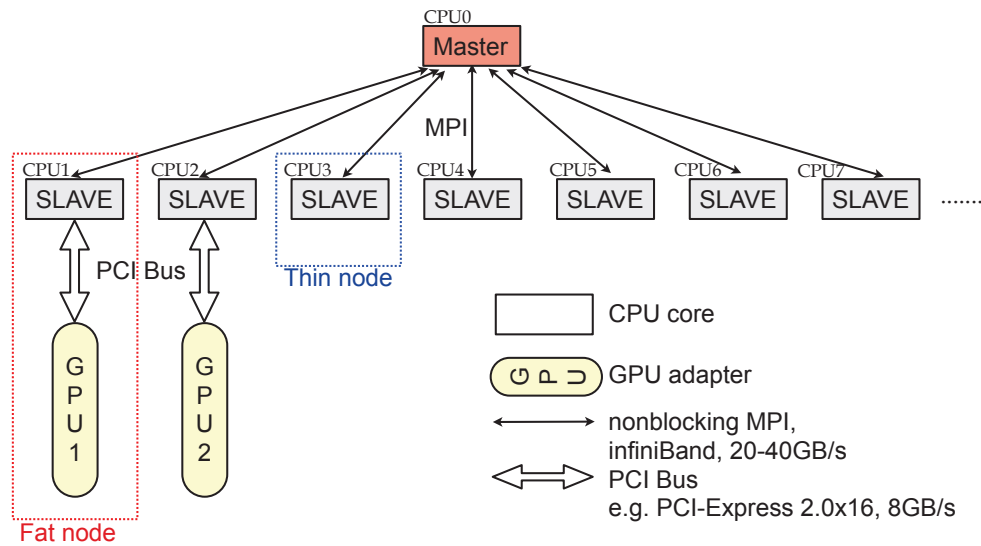 CPU0
Master
MPI
CPU1
CPU2
CPU3
CPU4
CPU5
CPU6
CPU7
SLAVE
SLAVE
SLAVE
SLAVE
SLAVE
SLAVE
SLAVE
.......
PCI Bus
Thin node
GPU1
GPU2
Fat node
CPU core
GPU
GPU adapter
nonblocking MPI,
infiniBand, 20-40GB/s
PCI Bus
e.g. PCI-Express 2.0x16, 8GB/s